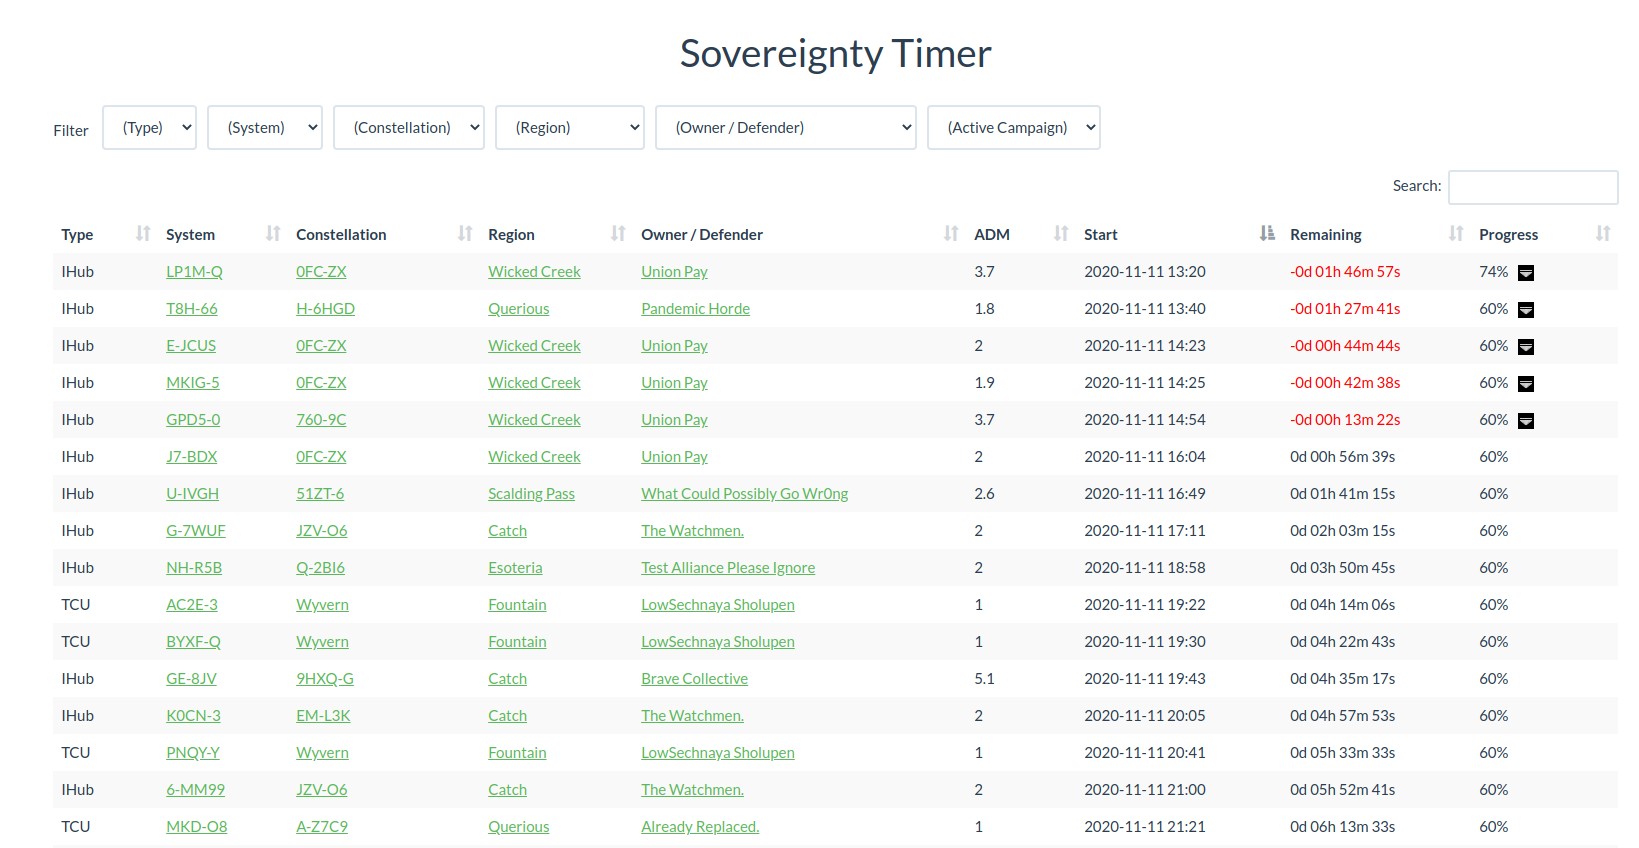 Sovereignty Timer
Filter (Type) (System) (Constellation) (Region) (Owner / Defender) (Active Campaign)
Search:
Type System Constellation Region Owner / Defender ADM Start Remaining Progress
IHub LP1M-Q 0FC-ZX Wicked Creek Union Pay 3.7 2020-11-11 13:20 -0d 01h 46m 57s 74%
IHub T8H-66 H-6HGD Querious Pandemic Horde 1.8 2020-11-11 13:40 -0d 01h 27m 41s 60%
IHub E-JCUS 0FC-ZX Wicked Creek Union Pay 2 2020-11-11 14:23 -0d 00h 44m 44s 60%
IHub MKIG-5 0FC-ZX Wicked Creek Union Pay 1.9 2020-11-11 14:25 -0d 00h 42m 38s 60%
IHub GPD5-0 760-9C Wicked Creek Union Pay 3.7 2020-11-11 14:54 -0d 00h 13m 22s 60%
IHub J7-BDX 0FC-ZX Wicked Creek Union Pay 2 2020-11-11 16:04 0d 00h 56m 39s 60%
IHub U-IVGH 51ZT-6 Scalding Pass What Could Possibly Go Wr0ng 2.6 2020-11-11 16:49 0d 01h 41m 15s 60%
IHub G-7WUF JZV-O6 Catch The Watchmen. 2 2020-11-11 17:11 0d 02h 03m 15s 60%
IHub NH-R5B Q-2BI6 Esoteria Test Alliance Please Ignore 2 2020-11-11 18:58 0d 03h 50m 45s 60%
TCU AC2E-3 Wyvern Fountain LowSechnaya Sholupen 1 2020-11-11 19:22 0d 04h 14m 06s 60%
TCU BYXF-Q Wyvern Fountain LowSechnaya Sholupen 1 2020-11-11 19:30 0d 04h 22m 43s 60%
IHub GE-8JV 9HXQ-G Catch Brave Collective 5.1 2020-11-11 19:43 0d 04h 35m 17s 60%
IHub K0CN-3 EM-L3K Catch The Watchmen. 2 2020-11-11 20:05 0d 04h 57m 53s 60%
TCU PNQY-Y Wyvern Fountain LowSechnaya Sholupen 1 2020-11-11 20:41 0d 05h 33m 33s 60%
IHub 6-MM99 JZV-O6 Catch The Watchmen. 2 2020-11-11 21:00 0d 05h 52m 41s 60%
TCU MKD-O8 A-Z7C9 Querious Already Replaced. 1 2020-11-11 21:21 0d 06h 13m 33s 60%